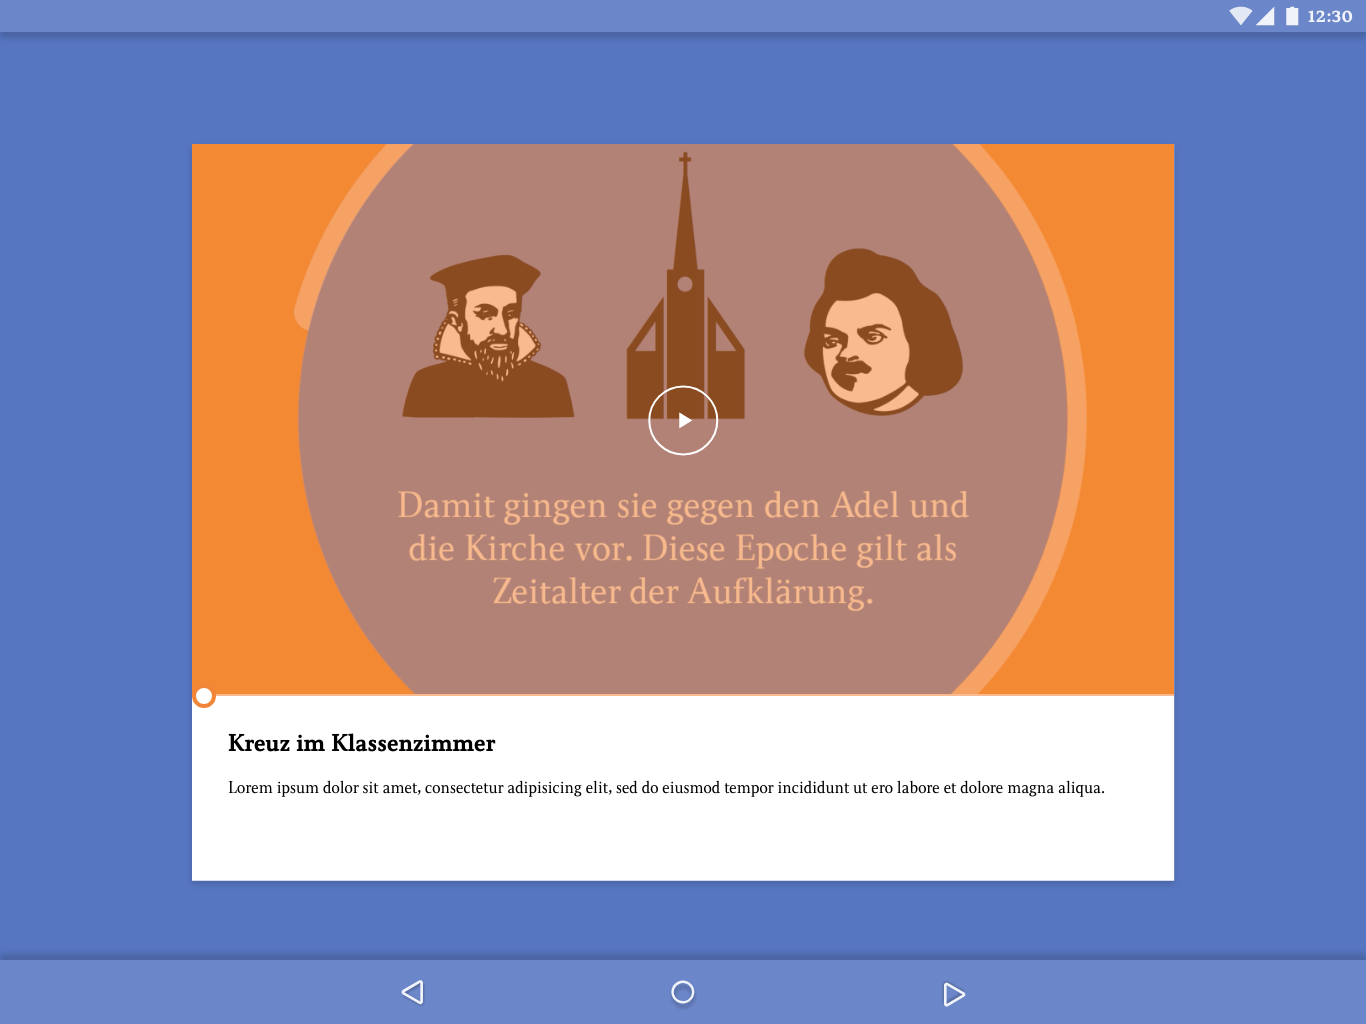 12:30
Damit gingen sie gegen den Adel und
die Kirche vor. Diese Epoche gilt als
Zeitalter der Aufklärung.
Kreuz im Klassenzimmer
Lorem ipsum dolor sit amet, consectetur adipisicing elit, sed do eiusmod tempor incididunt ut ero labore et dolore magna aliqua.